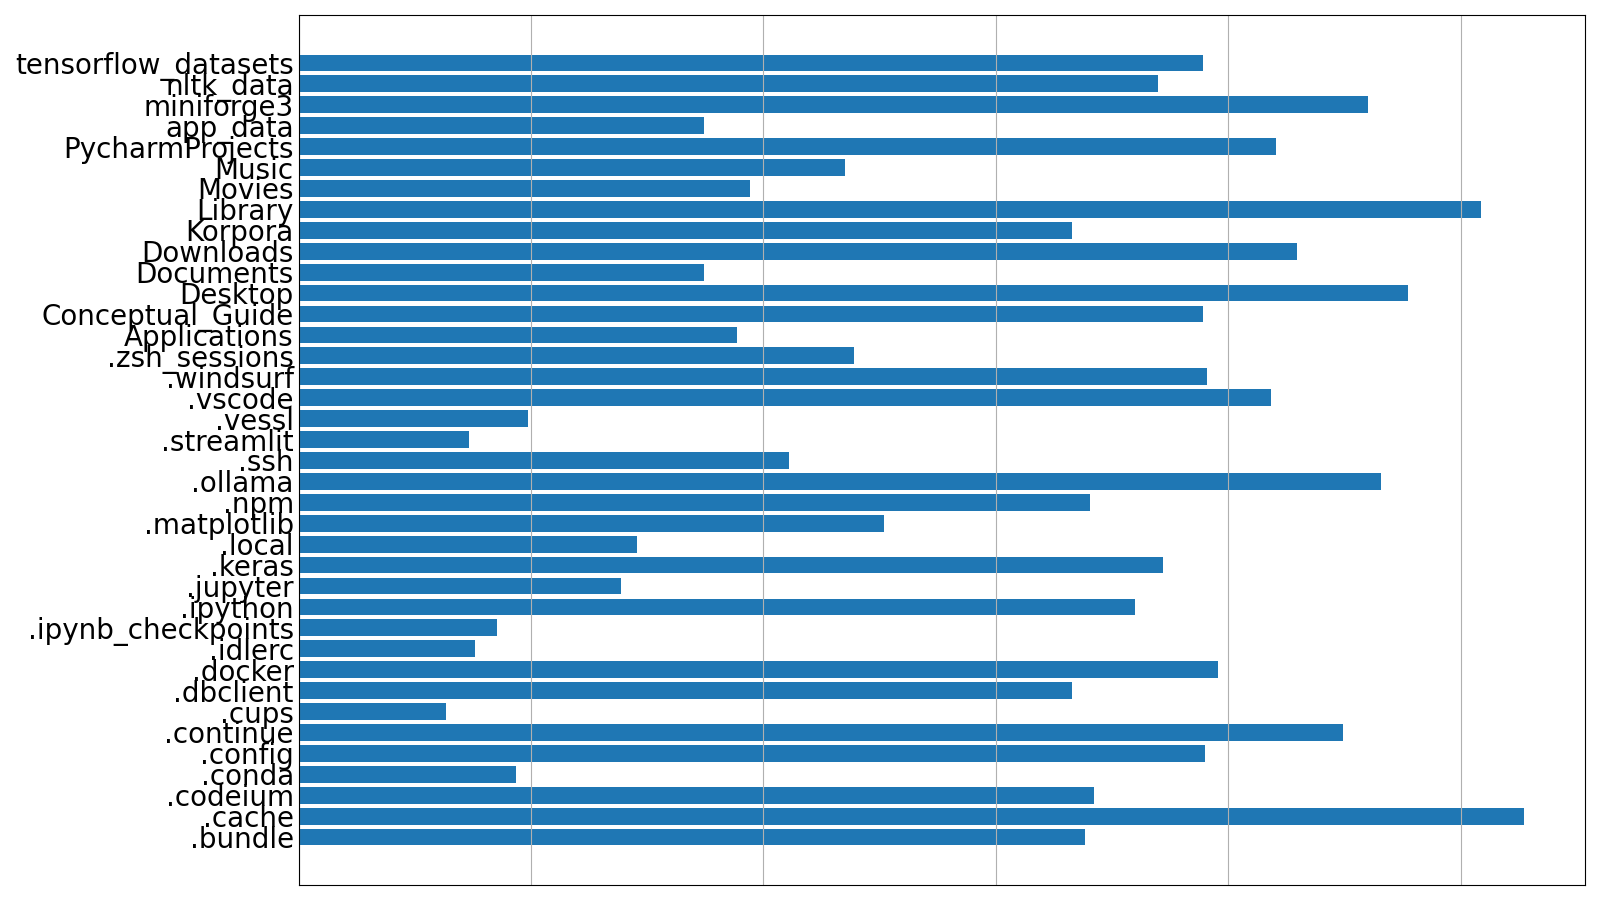 tensorflow_datasets
nltk_data
miniforge3
app_data
PycharmProjects
Music
Movies
Library
Korpora
Downloads
Documents
Desktop
Conceptual_Guide
Applications
.zsh_sessions
.windsurf
.vscode
.vessl
.streamlit
.ssh
.ollama
.npm
.matplotlib
.local
.keras
.jupyter
.ipython
.ipynb_checkpoints
.idlerc
.docker
.dbclient
.cups
.continue
.config
.conda
.codeium
.cache
.bundle